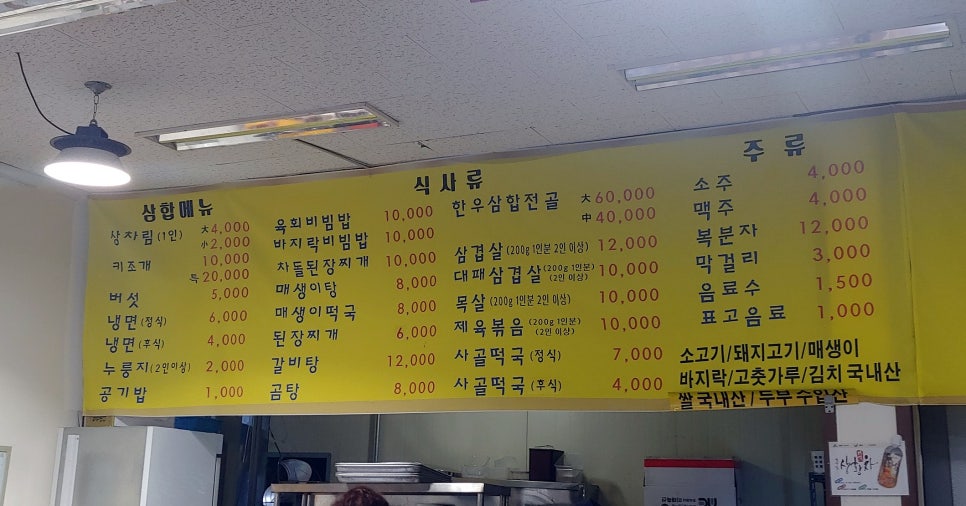 삼합메뉴
상차림(1인) 大4,000
小2,000
키조개 10,000
특20,000
버섯 5,000
냉면(정식) 6,000
냉면(후식) 4,000
누룽지(2인이상) 2,000
공기밥 1,000
식사류
육회비빔밥 10,000
바지락비빔밥 10,000
차돌된장찌개 10,000
매생이탕 8,000
매생이떡국 8,000
된장찌개 6,000
갈비탕 12,000
곰탕 8,000
한우삼합전골 大60,000
中40,000
삼겹살(200g 1인분 2인 이상) 12,000
대패삼겹살(200g 1인분)(2인 이상) 10,000
목살(200g 1인분 2인 이상) 10,000
제육볶음(200g 1인분)(2인 이상) 10,000
사골떡국(정식) 7,000
사골떡국(후식) 4,000
주류
소주 4,000
맥주 4,000
복분자 12,000
막걸리 3,000
음료수 1,500
표고음료 1,000
소고기/돼지고기/매생이
바지락/고춧가루/김치 국내산
쌀 국내산 / 두부 수입산